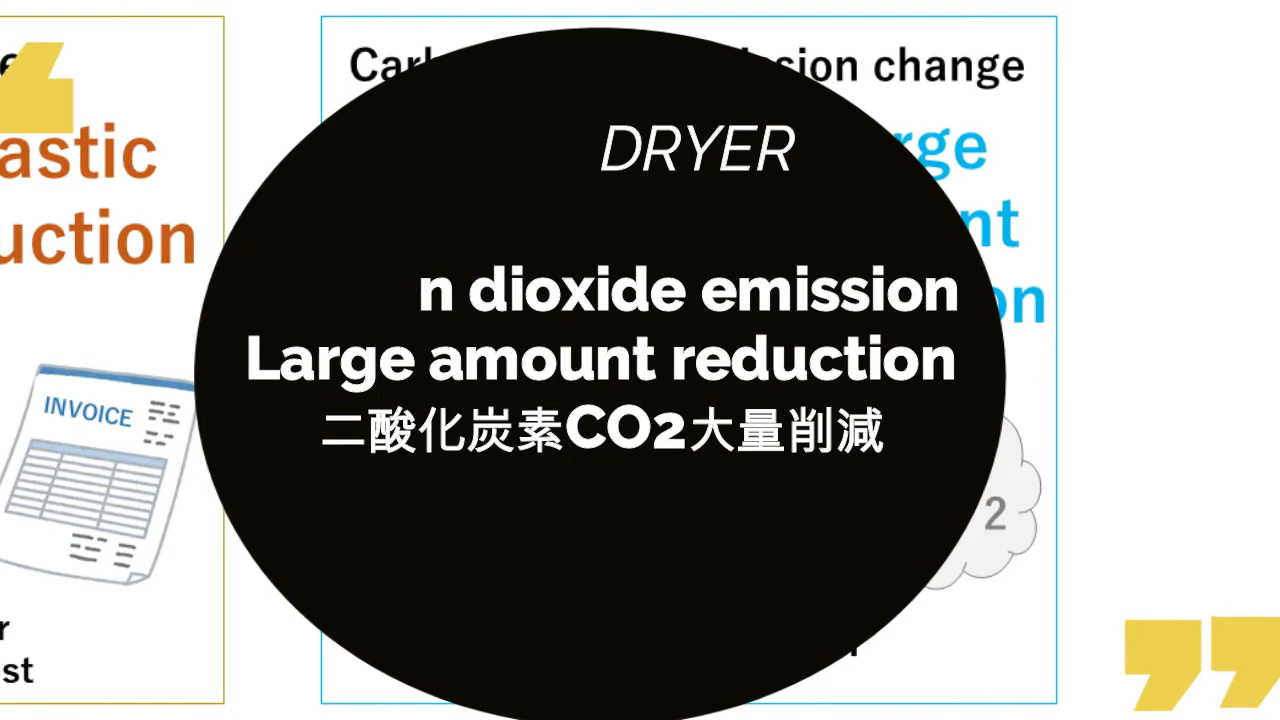 sion change
astic
uction
INVOICE
st
DRYER
n dioxide emission
Large amount reduction
二酸化炭素CO2大量削減
rge
nt
on
2